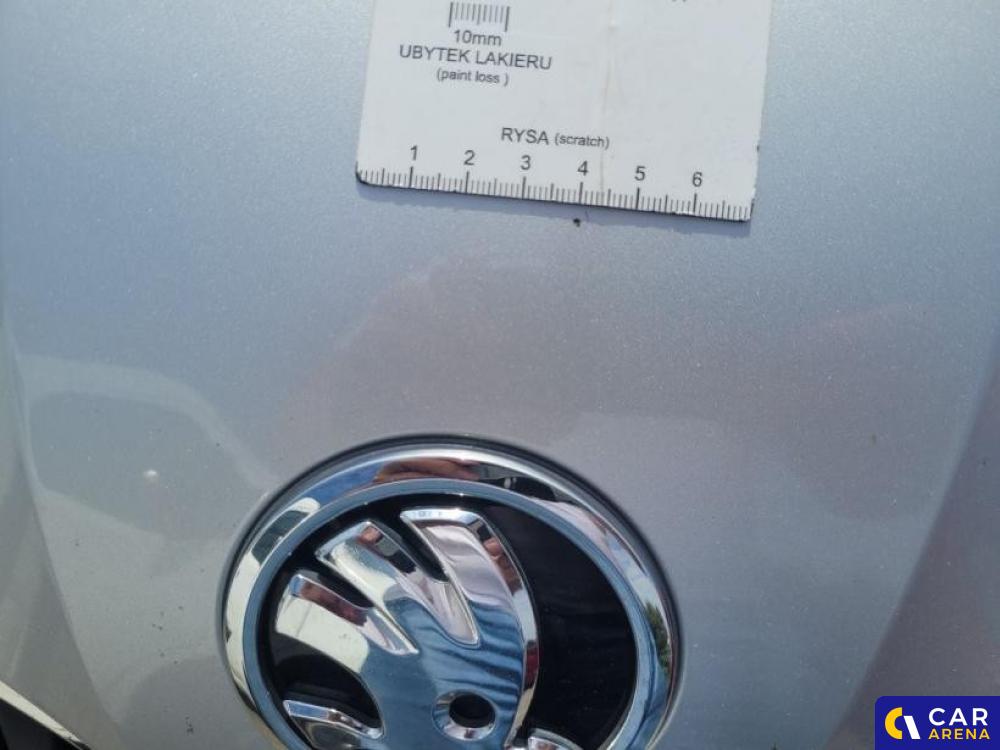 10mm
UBYTEK LAKIERU
(paint loss )
RYSA (scratch)
1 2 3 4 5 6
CAR
ARENA